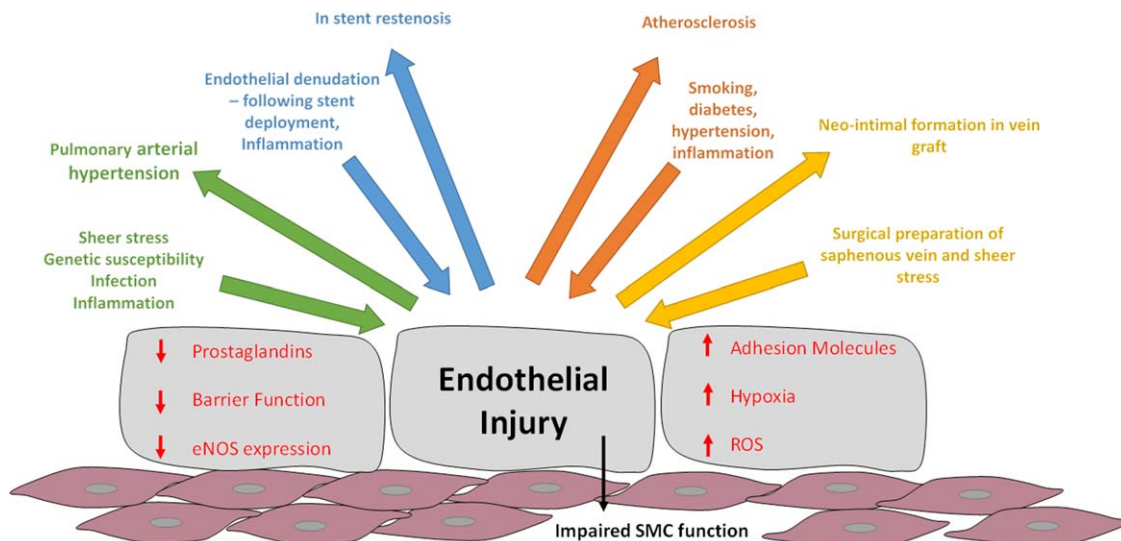 In stent restenosis
Atherosclerosis
Endothelial denudation
– following stent
deployment,
Inflammation
Smoking,
diabetes,
hypertension,
inflammation
Neo-intimal formation in vein
graft
Pulmonary arterial
hypertension
Sheer stress
Genetic susceptibility
Infection
Inflammation
Surgical preparation of
saphenous vein and sheer
stress
Prostaglandins
Barrier Function
eNOS expression
Endothelial
Injury
Adhesion Molecules
Hypoxia
ROS
Impaired SMC function